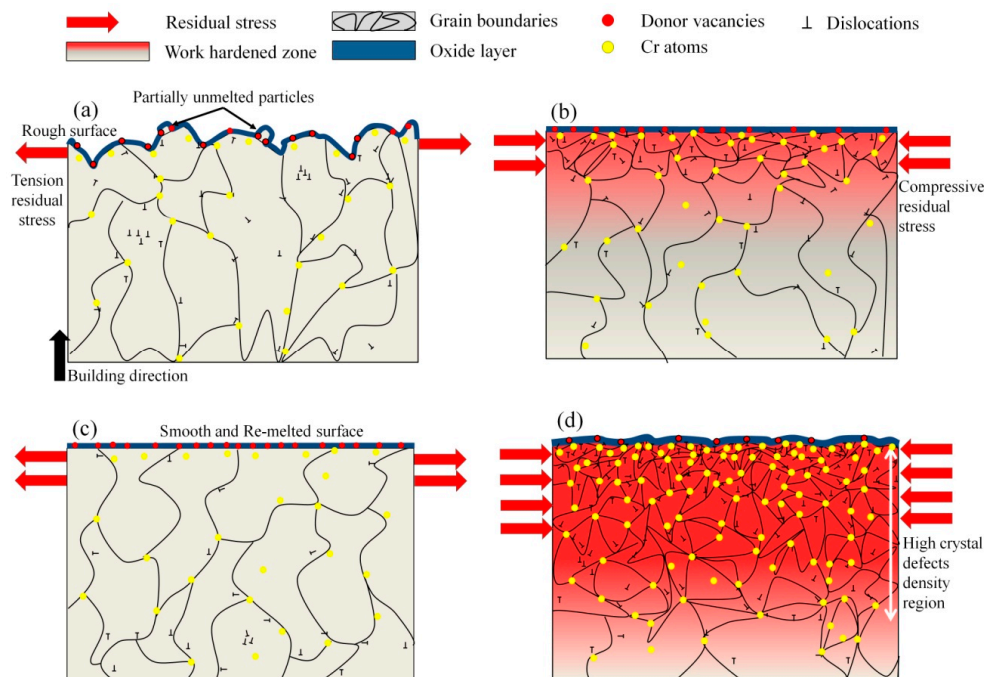 Residual stress
Grain boundaries
Donor vacancies
Dislocations
Work hardened zone
Oxide layer
Cr atoms
(a)
Partially unmelted particles
Rough surface
Tension
residual
stress
Building direction
(b)
Compressive
residual
stress
(c)
Smooth and Re-melted surface
(d)
High crystal
defects
density
region